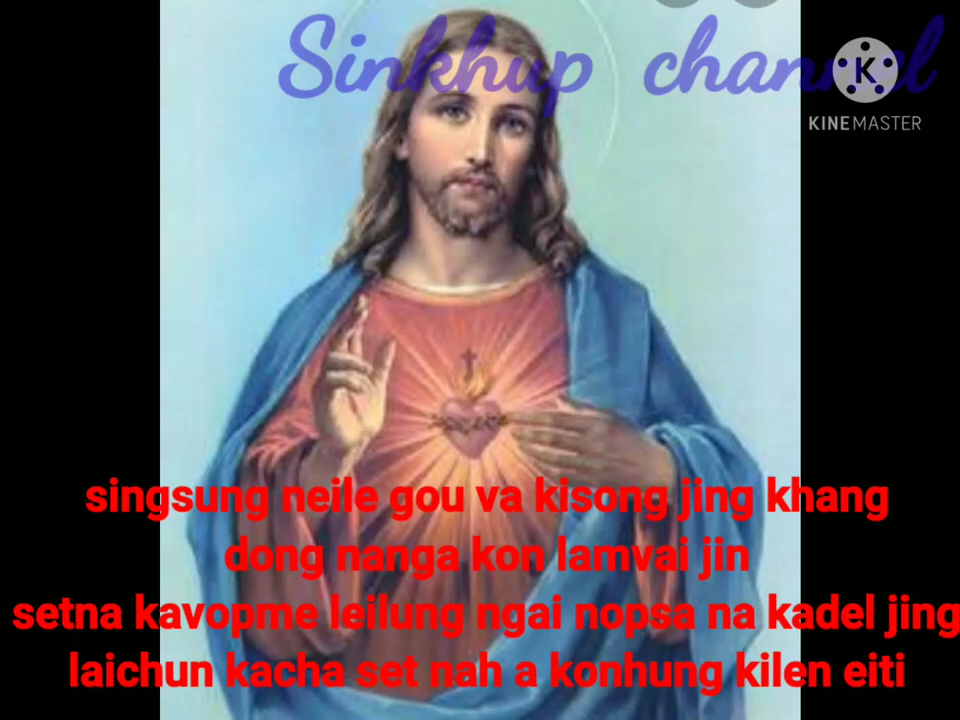 Sinkhup channel
K
KINEMASTER
singsung neile gou va kisong jing khang
dong nanga kon lamvai jin
setna kavopme leilung ngai nopsa na kadel jing
laichun kacha set nah a konhung kilen eiti